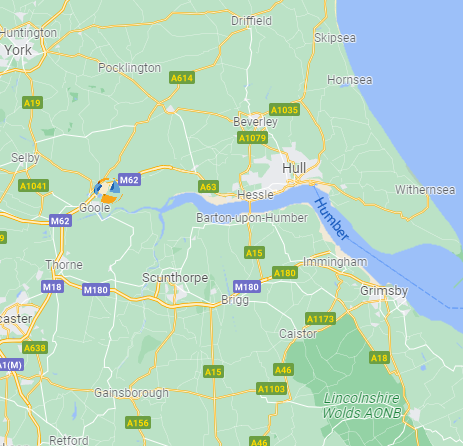 Driffield
Huntington
Skipsea
York
Pocklington
A614
Hornsea
A19
A1035
Beverley
A1079
Selby
Hull
M62
A1041
A63
Hessle
Withernsea
Goole
Barton-upon-Humber
Humber
M62
9
A15
Immingham
Thorne
A180
Scunthorpe
M18
M180
M180
Grimsby
Brigg
caster
A1173
Caistor
A638
A18
A1(M)
A15
A46
Gainsborough
A1103
Lincolnshire
Wolds AONB
A156
Retford
A46